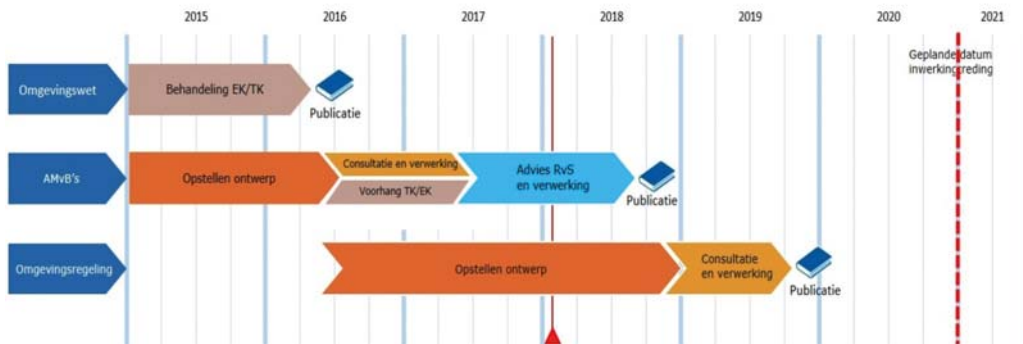 2015 2016 2017 2018 2019 2020 2021
Geplande datum
inwerkingtreding
Omgevingswet
Behandeling EK/TK
Publicatie
AMvB's
Opstellen ontwerp
Consultatie en verwerking
Voorhang TK/EK
Advies RvS
en verwerking
Publicatie
Omgevingsregeling
Opstellen ontwerp
Consultatie
en verwerking
Publicatie